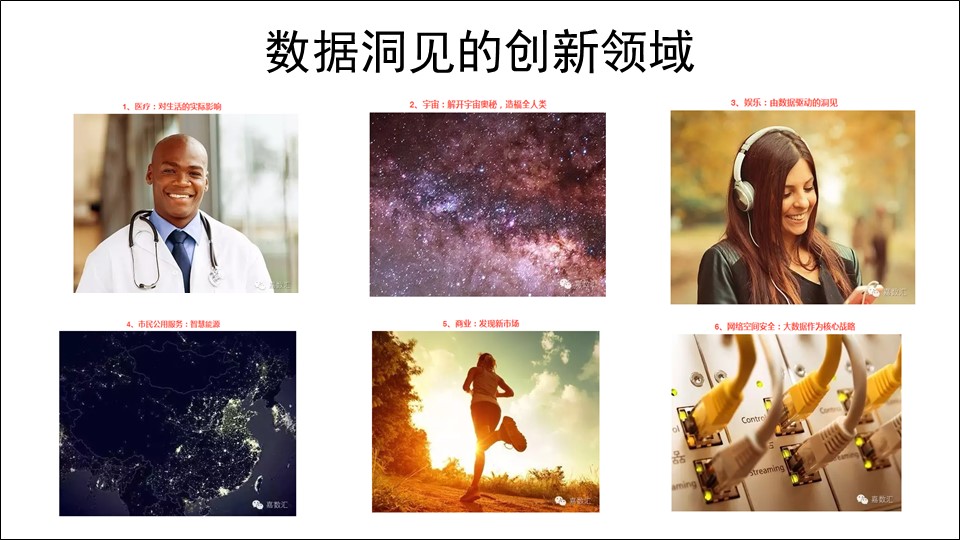 数据洞见的创新领域
1、医疗：对生活的实际影响
2、宇宙：解开宇宙奥秘，造福全人类
3、娱乐：由数据驱动的洞见
嘉数汇
嘉数汇
嘉数汇
4、市民公用服务：智慧能源
5、商业：发现新市场
6、网络空间安全：大数据作为核心战略
Control
Streaming
Streaming
eaming
嘉数汇
嘉数汇
嘉数汇